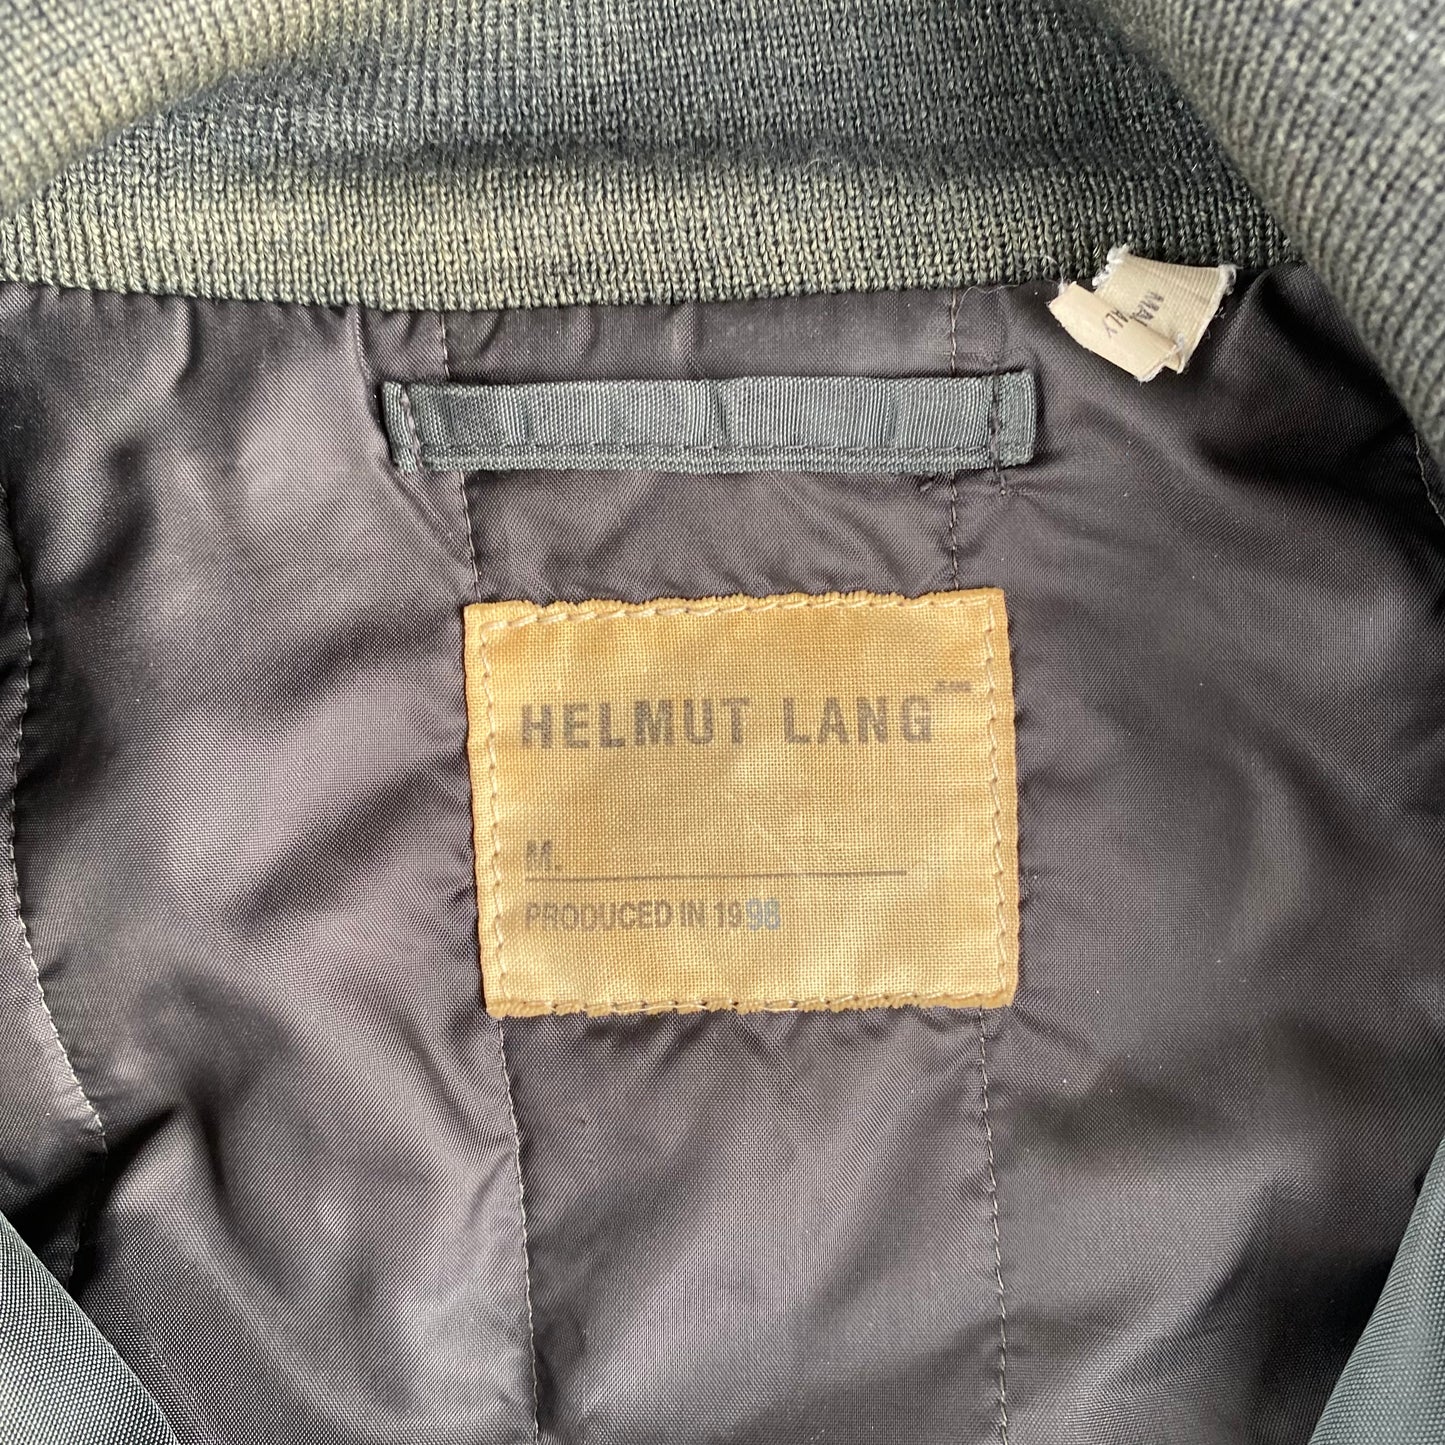 HELMUT LANG
M.
PRODUCED IN 1998